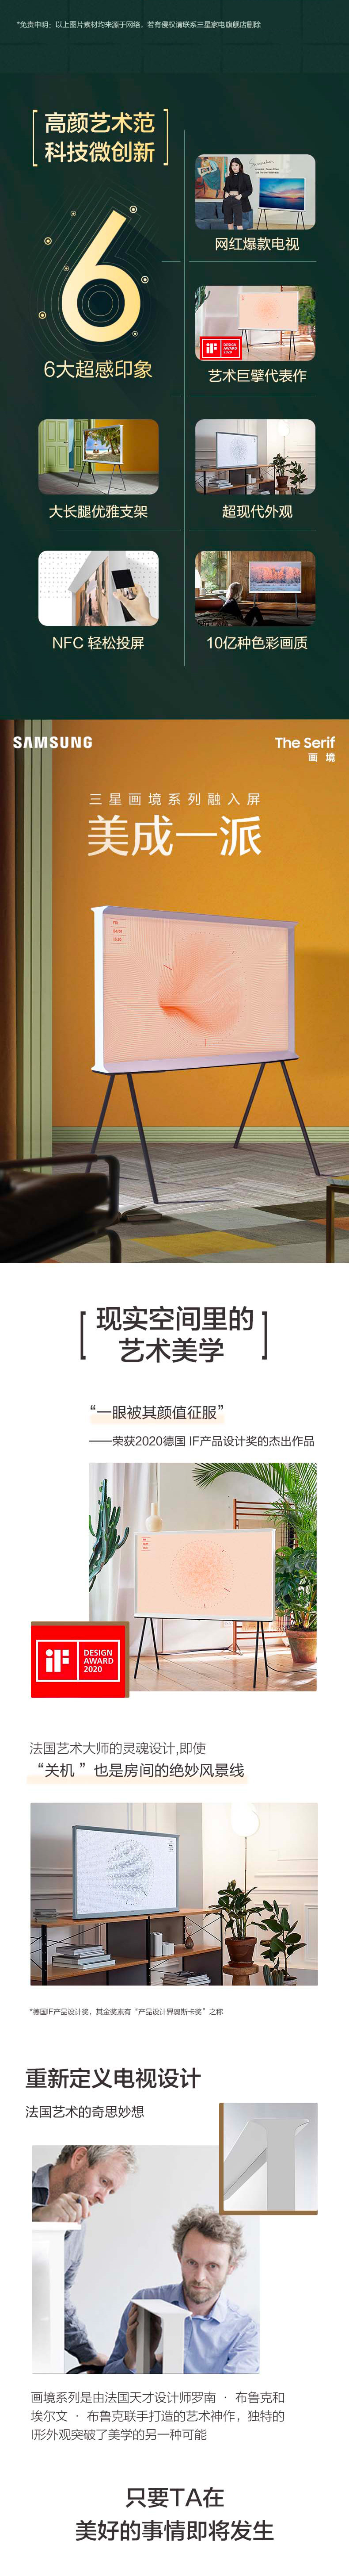 *免责申明：以上图片素材均来源于网络，若有侵权请联系三星家电旗舰店删除
高颜艺术范
科技微创新
6
6大超感印象
网红爆款电视
iF DESIGN AWARD 2020
艺术巨擘代表作
大长腿优雅支架
超现代外观
NFC 轻松投屏
10亿种色彩画质
SAMSUNG
The Serif
画 境
三星画境系列融入屏
美成一派
现实空间里的
艺术美学
“一眼被其颜值征服”
——荣获2020德国 IF产品设计奖的杰出作品
iF
DESIGN
AWARD
2020
法国艺术大师的灵魂设计,即使
“关机 ”也是房间的绝妙风景线
*德国IF产品设计奖，其金奖素有“产品设计界奥斯卡奖”之称
重新定义电视设计
法国艺术的奇思妙想
画境系列是由法国天才设计师罗南 · 布鲁克和
埃尔文 · 布鲁克联手打造的艺术神作，独特的
I形外观突破了美学的另一种可能
只要TA在
美好的事情即将发生